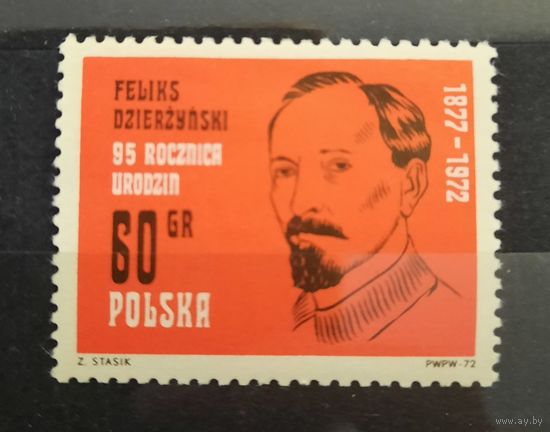 FELIKS
DZIERŻYŃSKI
95 ROCZNICA
URODZIN
60 GR
POLSKA
1877-1972
Z. STASIK
PWPW-72
www.ay.by